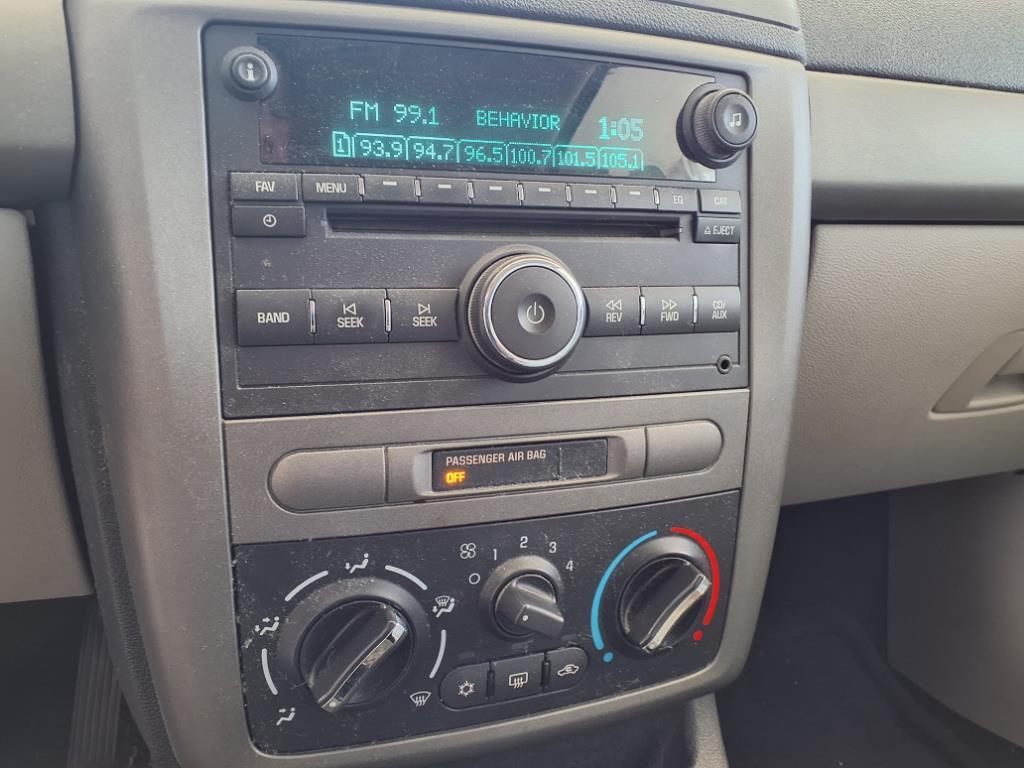 FM 99.1 BEHAVIOR 1:05
1 93.9 94.7 96.5 100.7 101.5 105.1
FAV MENU EQ CAT
EJECT
BAND SEEK SEEK REV FWD CD/AUX
PASSENGER AIR BAG
OFF
1 2 3 4